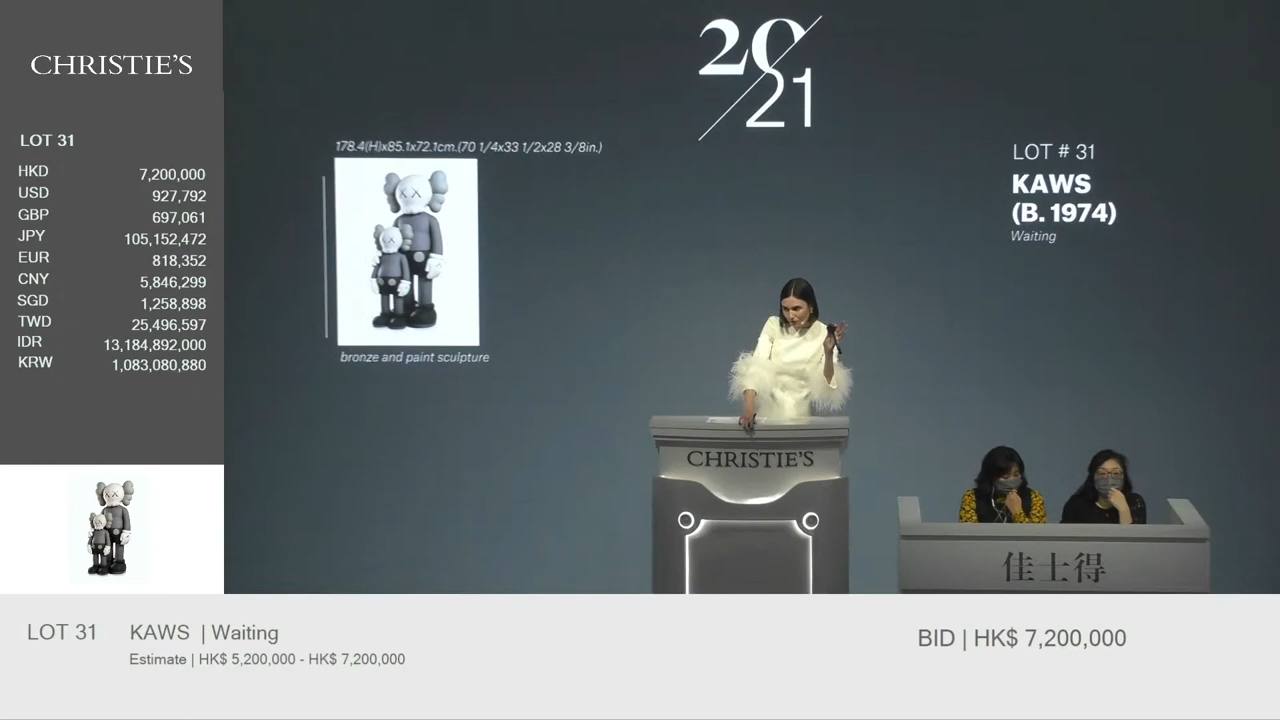 CHRISTIE'S
LOT 31
HKD 7,200,000
USD 927,792
GBP 697,061
JPY 105,152,472
EUR 818,352
CNY 5,846,299
SGD 1,258,898
TWD 25,496,597
IDR 13,184,892,000
KRW 1,083,080,880
20/21
178.4(H)x85.1x72.1cm.(70 1/4x33 1/2x28 3/8in.)
bronze and paint sculpture
LOT # 31
KAWS
(B. 1974)
Waiting
CHRISTIE'S
佳士得
LOT 31 KAWS | Waiting
Estimate | HK$ 5,200,000 - HK$ 7,200,000
BID | HK$ 7,200,000